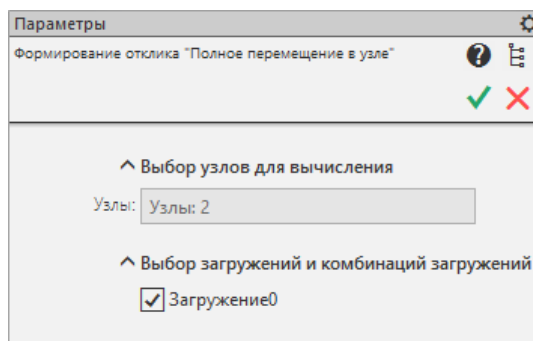 Параметры
Формирование отклика "Полное перемещение в узле"
Выбор узлов для вычисления
Узлы: Узлы: 2
Выбор загружений и комбинаций загружений
Загружение0